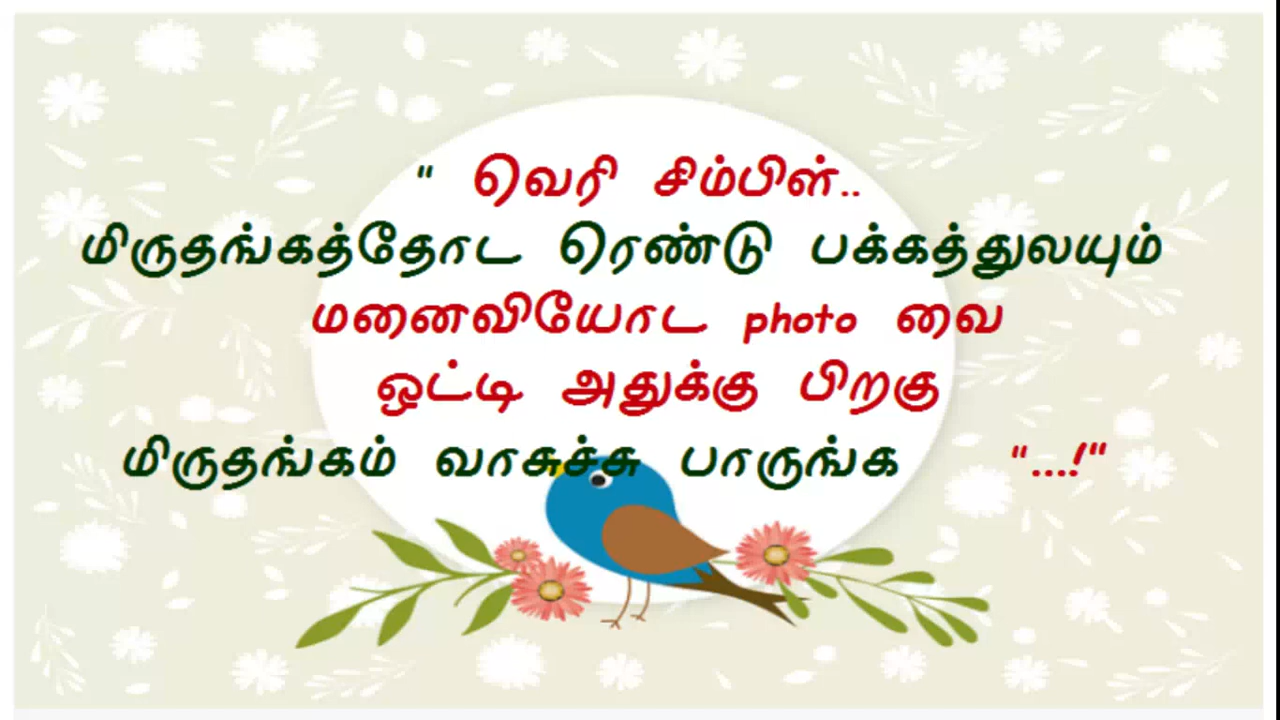 " வெரி சிம்பிள்..
மிருதங்கத்தோட ரெண்டு பக்கத்துலயும்
மனைவியோட photo வை
ஒட்டி அதுக்கு பிறகு
மிருதங்கம் வாசுச்சு பாருங்க "...!"